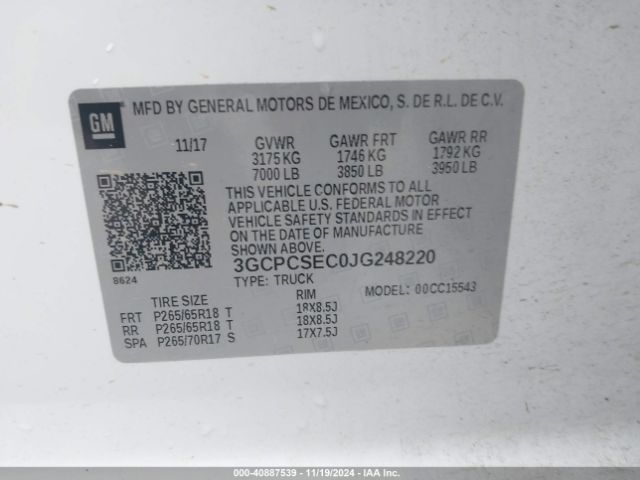 GM
MFD BY GENERAL MOTORS DE MEXICO, S. DE R.L. DE C.V.
11/17 GVWR GAWR FRT GAWR RR
3175 KG 1746 KG 1792 KG
7000 LB 3850 LB 3950 LB
THIS VEHICLE CONFORMS TO ALL
APPLICABLE U.S. FEDERAL MOTOR
VEHICLE SAFETY STANDARDS IN EFFECT
ON THE DATE OF MANUFACTURE
SHOWN ABOVE.
3GCPCSEC0JG248220
8624
TYPE: TRUCK MODEL: 00CC15543
TIRE SIZE RIM
FRT P265/65R18 T 18X8.5J
RR P265/65R18 T 18X8.5J
SPA P265/70R17 S 17X7.5J
000-40887539 - 11/19/2024 - IAA Inc.